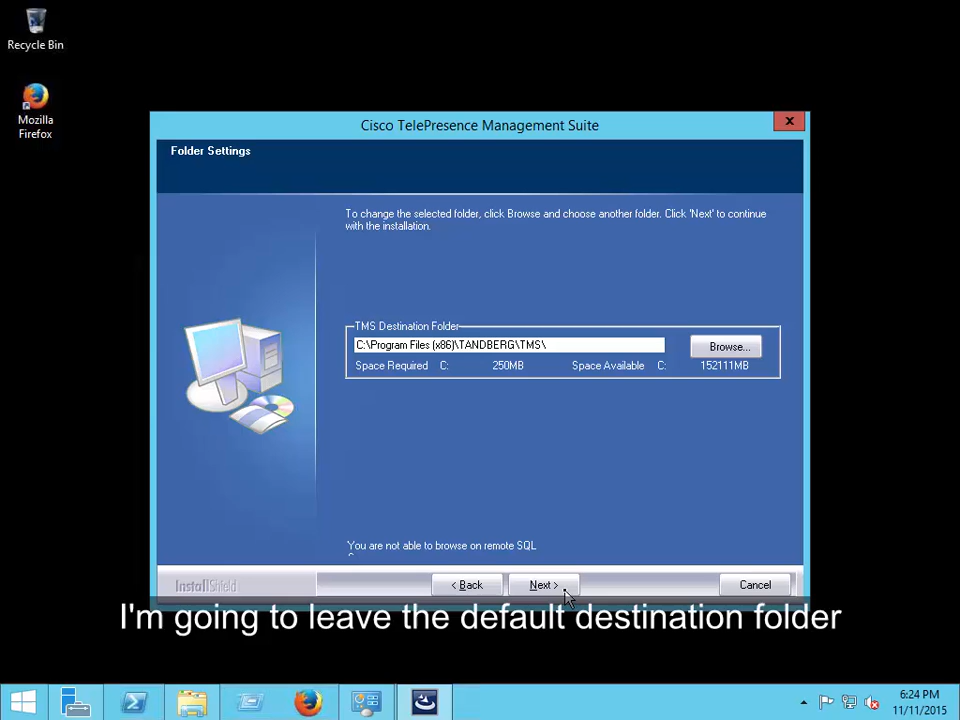 Recycle Bin
Mozilla
Firefox
Cisco TelePresence Management Suite
x
Folder Settings
To change the selected folder, click Browse and choose another folder. Click 'Next' to continue
with the installation.
TMS Destination Folder
C:\Program Files (x86)\TANDBERG\TMS\
Browse...
Space Required C: 250MB Space Available C: 152111MB
You are not able to browse on remote SQL
InstallShield
< Back
Next >
Cancel
I'm going to leave the default destination folder
6:24 PM
11/11/2015